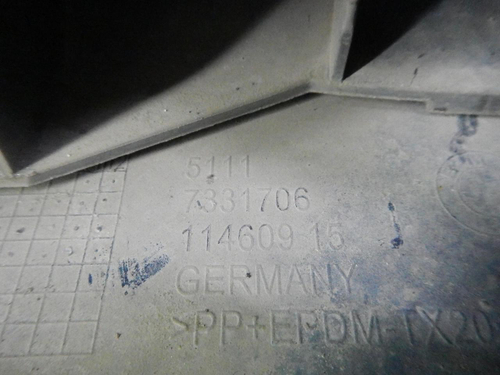 5111
7331706
114609 15
GERMANY
>PP+EPDM-TX20